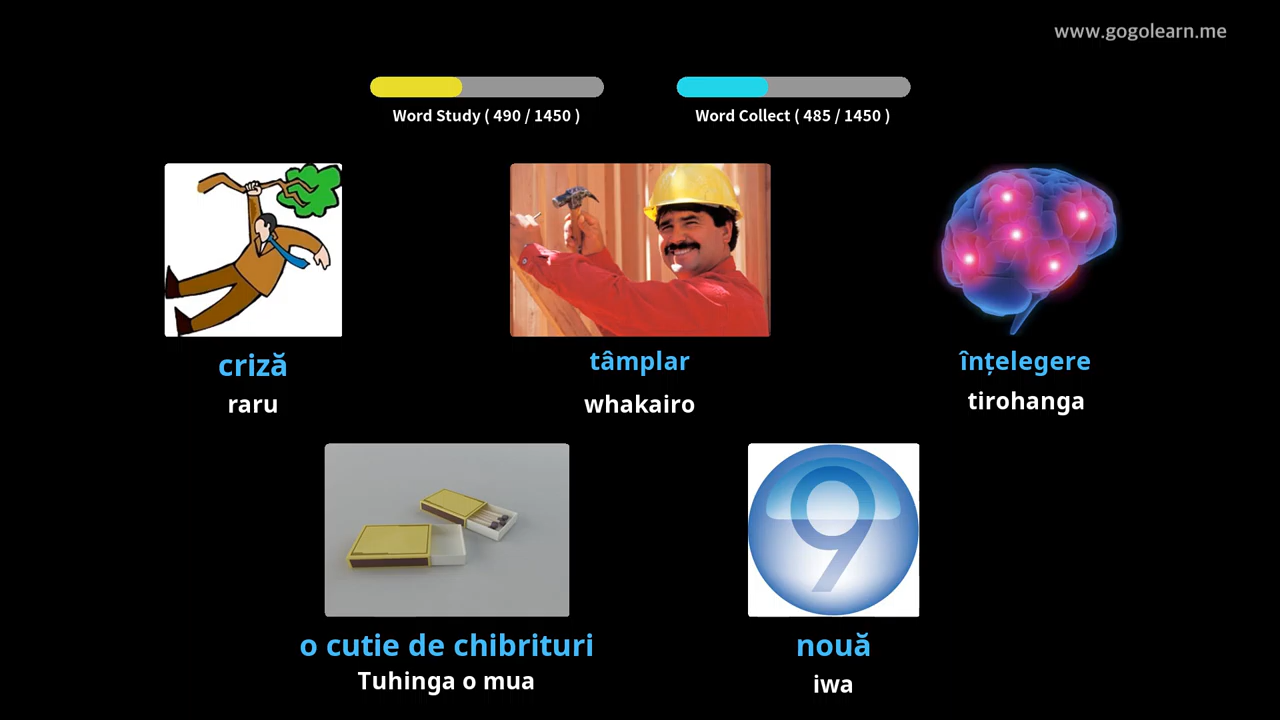 www.gogolearn.me
Word Study ( 490 / 1450 )
Word Collect ( 485 / 1450 )
criză
raru
tâmplar
whakairo
înțelegere
tirohanga
o cutie de chibrituri
Tuhinga o mua
9
nouă
iwa